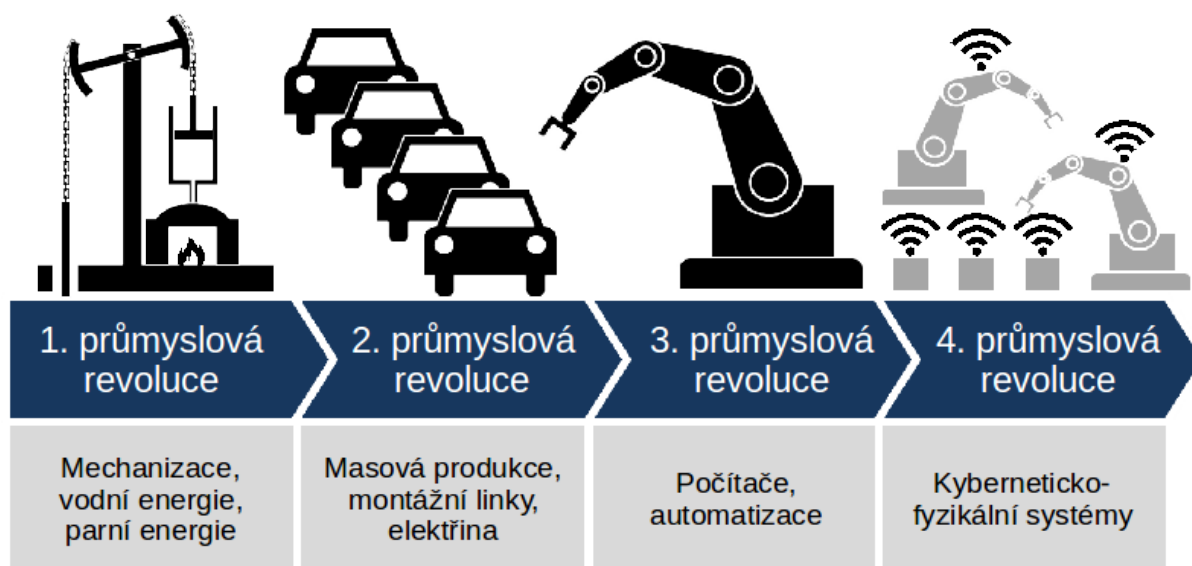 1. průmyslová
revoluce
2. průmyslová
revoluce
3. průmyslová
revoluce
4. průmyslová
revoluce
Mechanizace,
vodní energie,
parní energie
Masová produkce,
montážní linky,
elektřina
Počítače,
automatizace
Kyberneticko-
fyzikální systémy